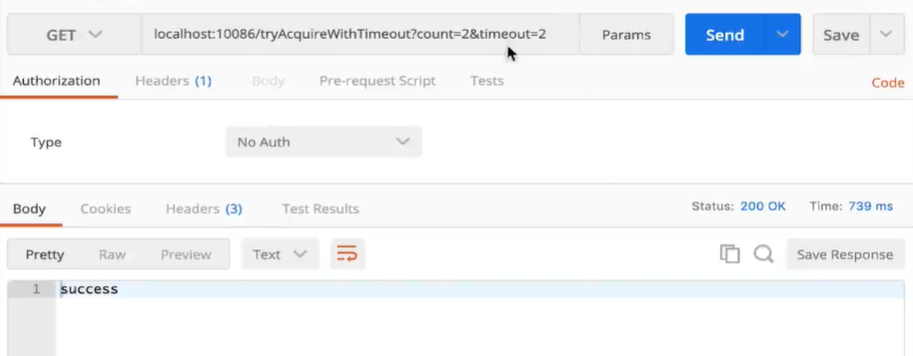 GET localhost:10086/tryAcquireWithTimeout?count=2&timeout=2 Params Send Save
Authorization Headers (1) Body Pre-request Script Tests Code
Type No Auth
Body Cookies Headers (3) Test Results Status: 200 OK Time: 739 ms
Pretty Raw Preview Text Save Response
1 success